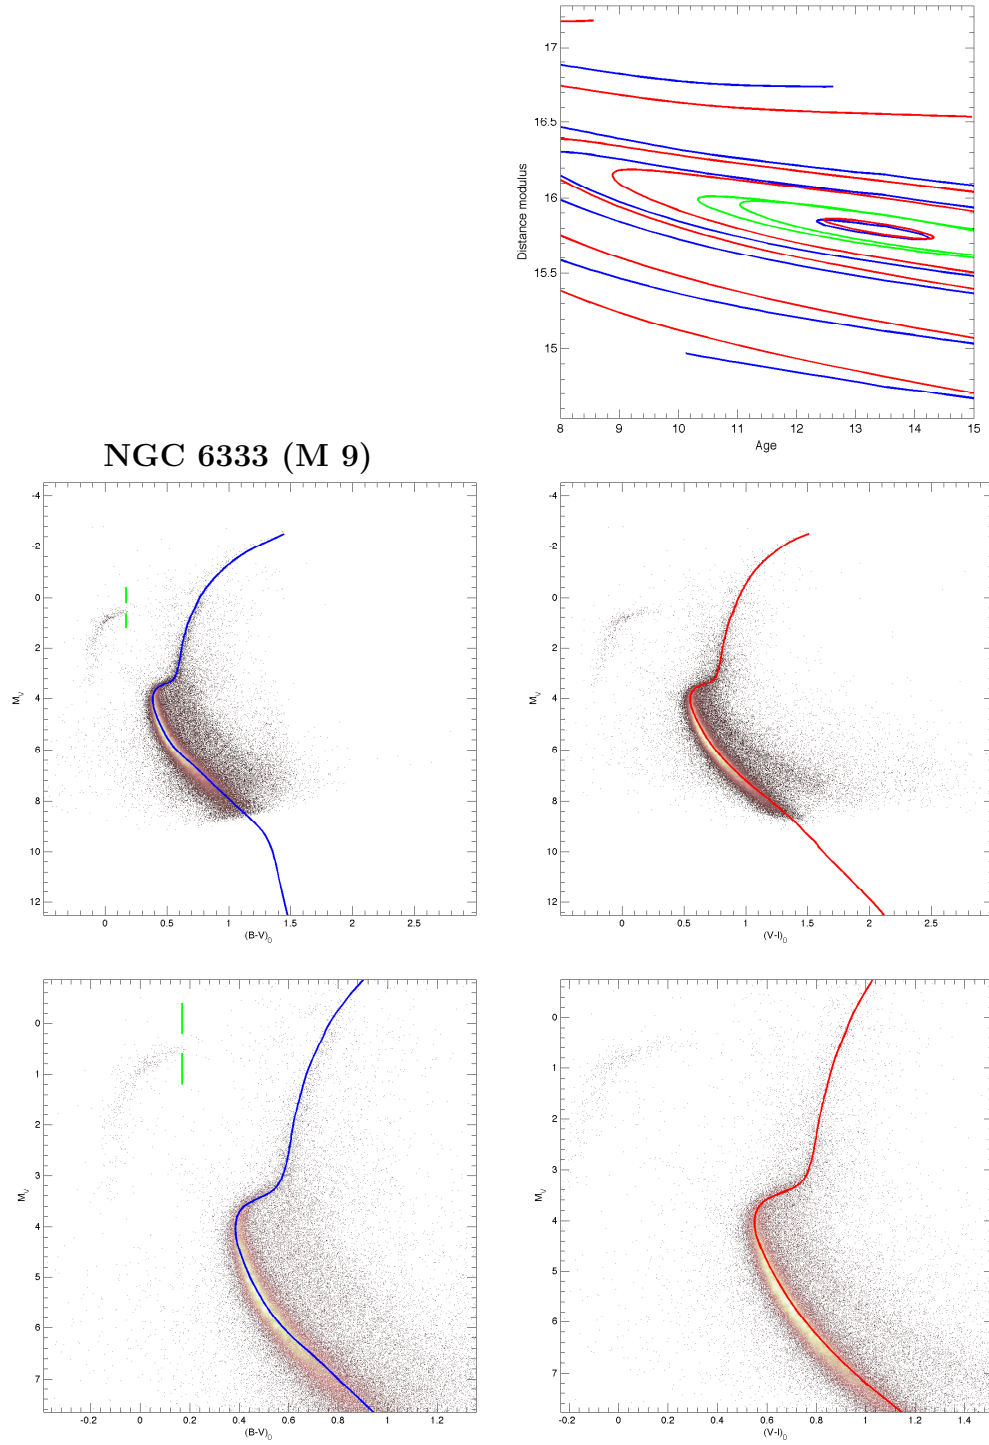 17
16.5
16
15.5
15
Distance modulus
8 9 10 11 12 13 14 15
Age
NGC 6333 (M 9)
-4
-2
0
2
4
6
8
10
12
M_V
0 0.5 1 1.5 2 2.5
(B-V)_0
-4
-2
0
2
4
6
8
10
12
M_V
0 0.5 1 1.5 2 2.5
(V-I)_0
0
1
2
3
4
5
6
7
M_V
-0.2 0 0.2 0.4 0.6 0.8 1 1.2
(B-V)_0
0
1
2
3
4
5
6
7
M_V
-0.2 0 0.2 0.4 0.6 0.8 1 1.2 1.4
(V-I)_0